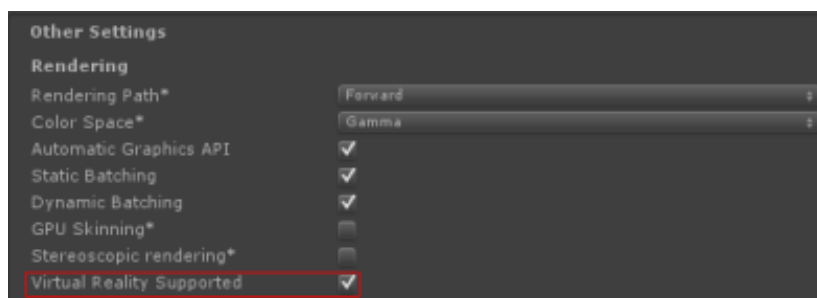 Other Settings
Rendering
Rendering Path* Forward
Color Space* Gamma
Automatic Graphics API
Static Batching
Dynamic Batching
GPU Skinning*
Stereoscopic rendering*
Virtual Reality Supported